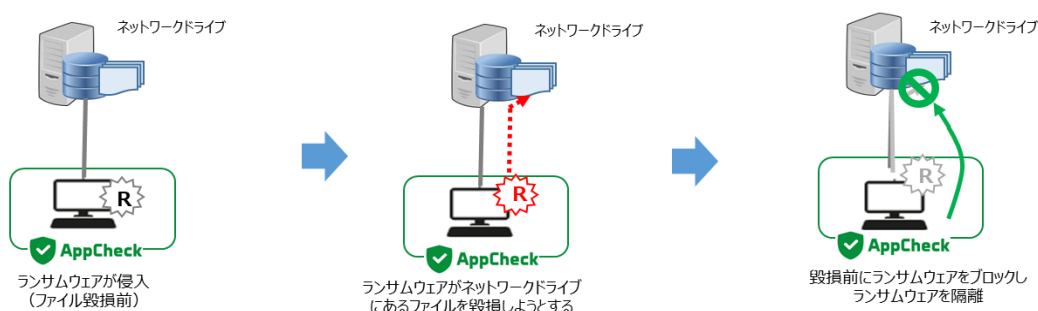 ネットワークドライブ
R
AppCheck
ランサムウェアが侵入
（ファイル毀損前）
ネットワークドライブ
R
AppCheck
ランサムウェアがネットワークドライブ
にあるファイルを毀損しようとする
ネットワークドライブ
R
AppCheck
毀損前にランサムウェアをブロックし
ランサムウェアを隔離